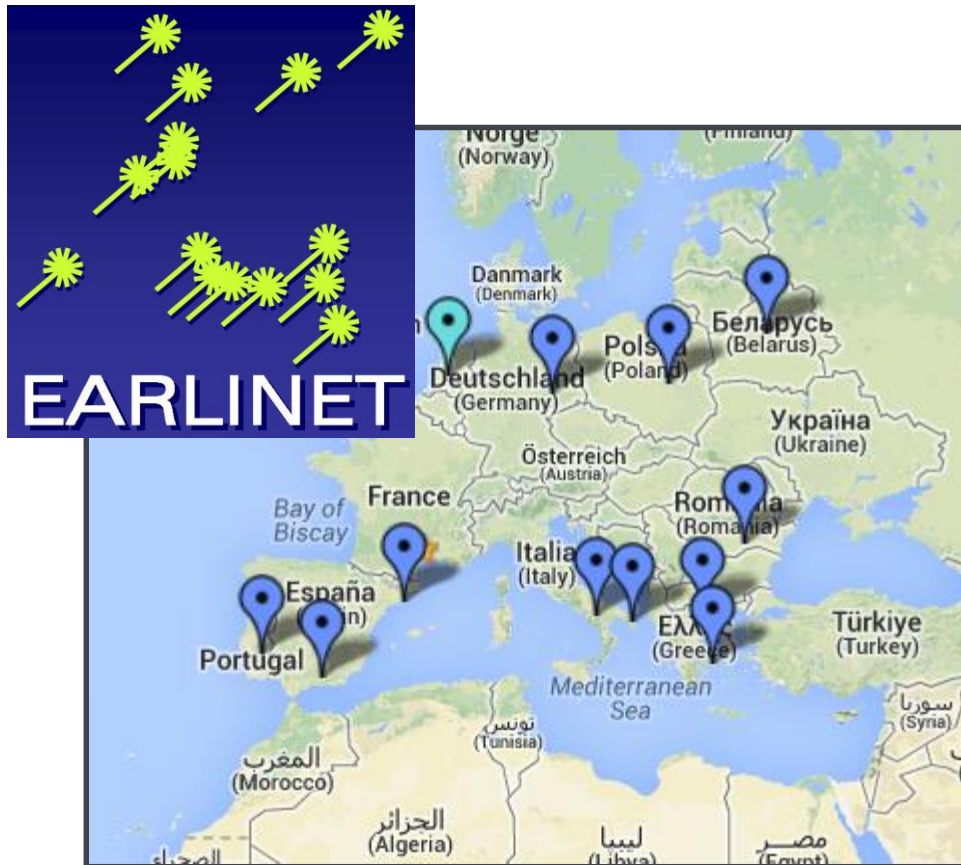 EARLINET
Norge
(Norway)
(Finland)
Danmark
(Denmark)
Беларусь
(Belarus)
(Poland)
Deutschland
(Germany)
Україна
(Ukraine)
Österreich
(Austria)
France
Bay of
Biscay
(Romania)
Italia
(Italy)
España
Portugal
(Greece)
Türkiye
(Turkey)
Mediterranean
Sea
سوريا
(Syria)
تونس
(Tunisia)
المغرب
(Morocco)
الجزائر
(Algeria)
ليبيا
(Libya)
مصر
(Egypt)